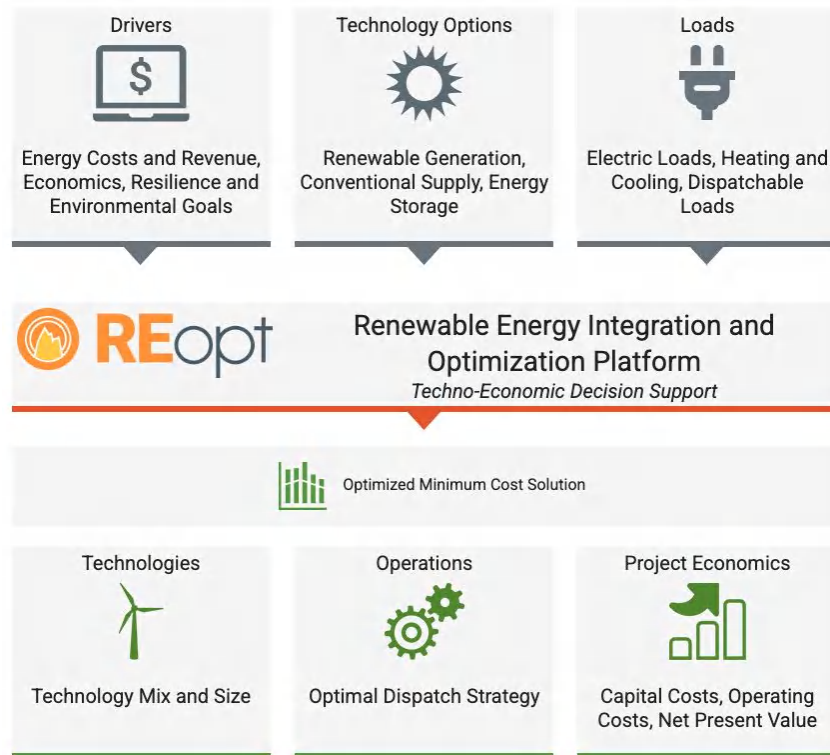 Drivers
Technology Options
Loads
$
Energy Costs and Revenue,
Economics, Resilience and
Environmental Goals
Renewable Generation,
Conventional Supply, Energy
Storage
Electric Loads, Heating and
Cooling, Dispatchable
Loads
REopt
Renewable Energy Integration and
Optimization Platform
Techno-Economic Decision Support
Optimized Minimum Cost Solution
Technologies
Operations
Project Economics
Technology Mix and Size
Optimal Dispatch Strategy
Capital Costs, Operating
Costs, Net Present Value